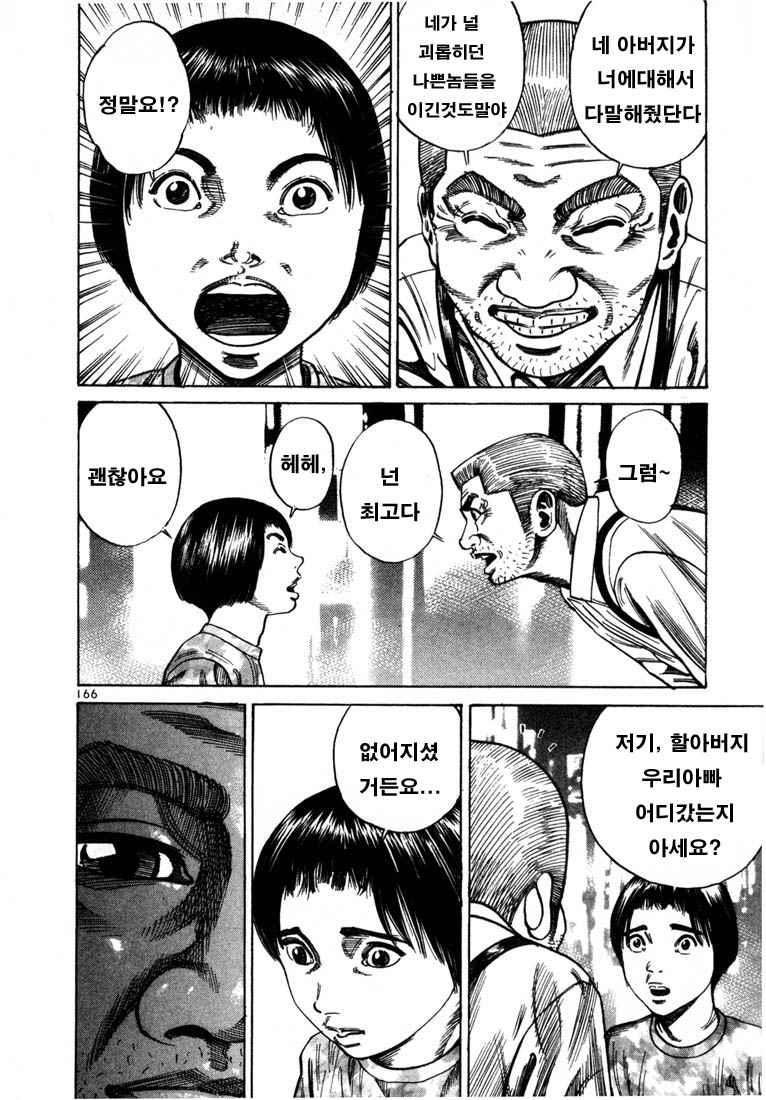 네 아버지가
너에대해서
다말해줬단다
네가 널
괴롭히던
나쁜놈들을
이긴것도말야
정말요!?
그럼~
넌
최고다
헤헤,
괜찮아요
166
저기, 할아버지
우리아빠
어디갔는지
아세요?
없어지셨
거든요...